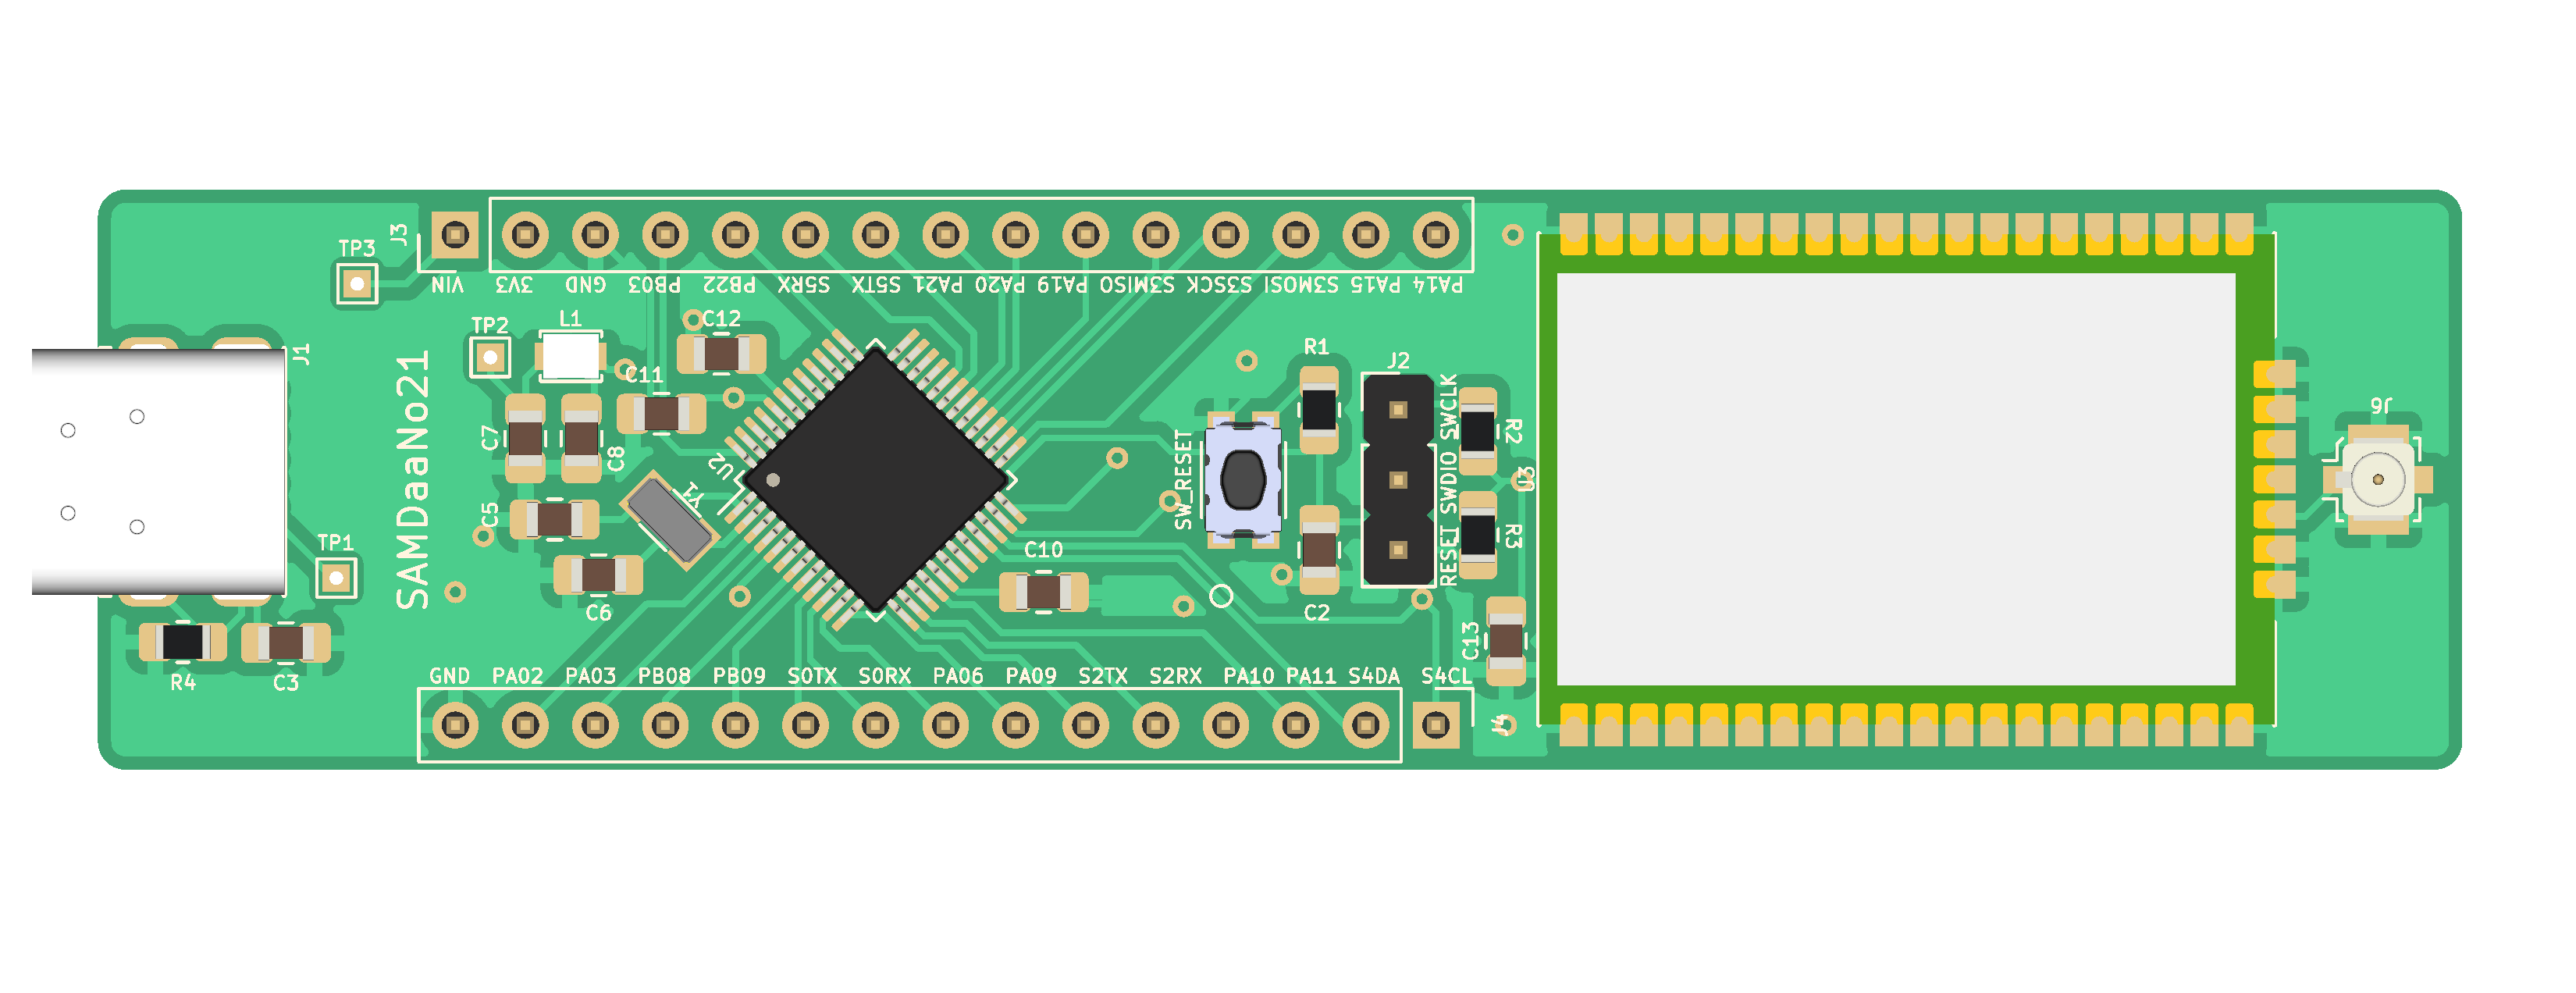 J3
TP3
VIN
3V3
GND
PB03
PB22
S5RX
S5TX
PA21
PA20
PA19
S3MISO
S3SCK
S3MOSI
PA15
PA14
TP2
L1
C12
C11
J1
SAMDaaNo21
C7
C8
U2
Y1
C5
C6
TP1
R4
C3
C10
SW_RESET
R1
C2
J2
SWCLK
SWDIO
RESET
R2
R3
U3
C13
J6
GND
PA02
PA03
PB08
PB09
S0TX
S0RX
PA06
PA09
S2TX
S2RX
PA10
PA11
S4DA
S4CL
J4